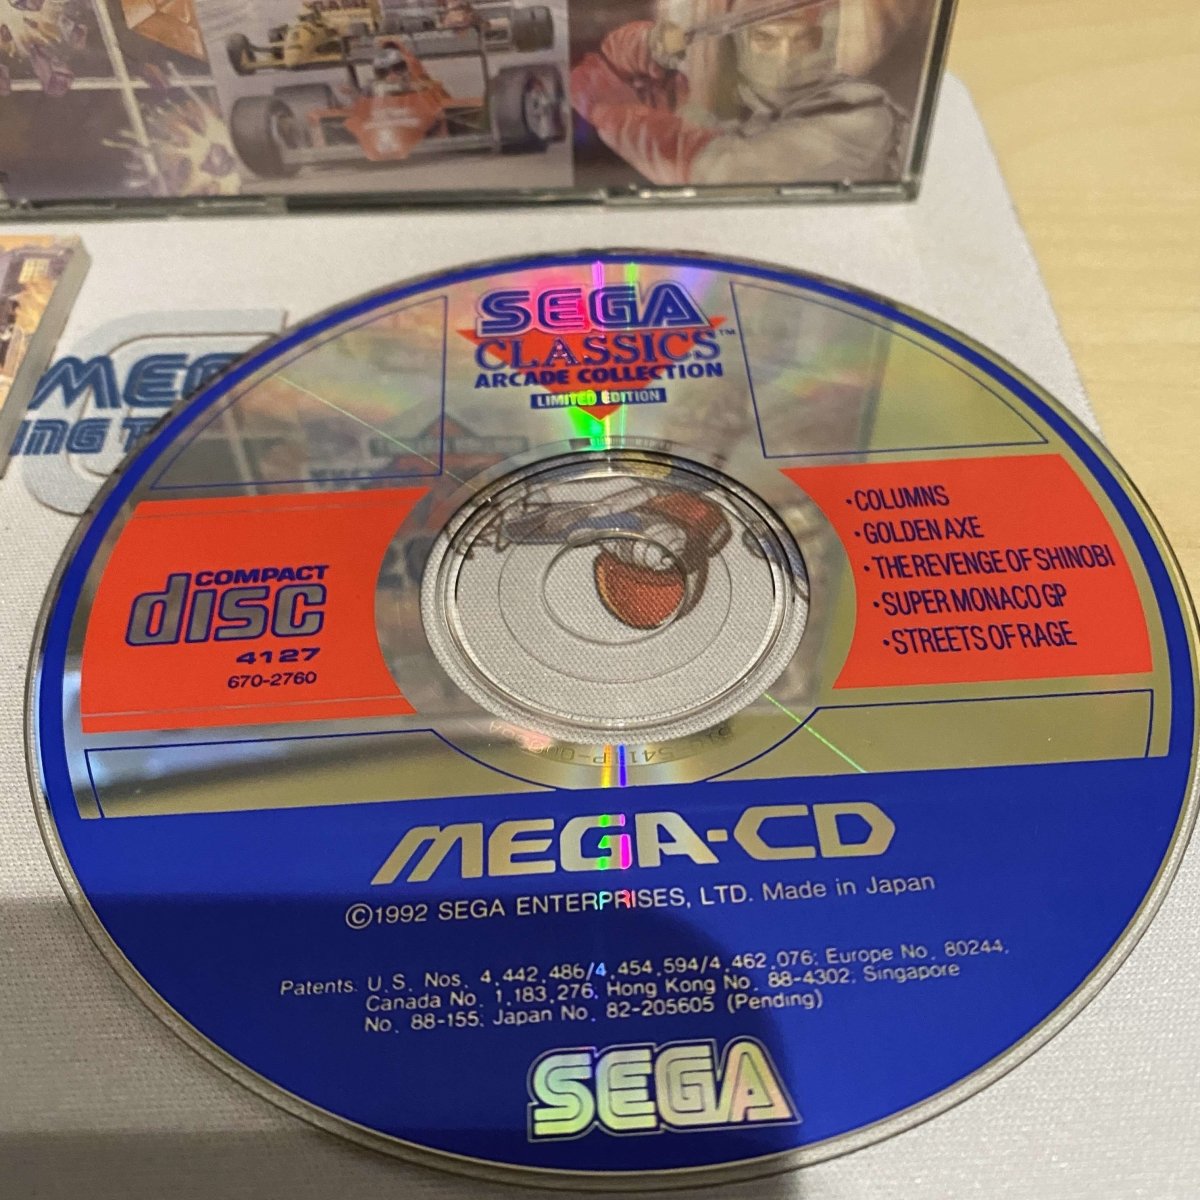 SEGA
CLASSICS™
ARCADE COLLECTION
LIMITED EDITION
COMPACT
disc
4127
670-2760
•COLUMNS
•GOLDEN AXE
•THE REVENGE OF SHINOBI
•SUPER MONACO GP
•STREETS OF RAGE
MEGA-CD
©1992 SEGA ENTERPRISES, LTD. Made in Japan
Patents: U.S. Nos. 4,442,486/4,454,594/4,462,076; Europe No. 80244;
Canada No. 1,183,276; Hong Kong No. 88-4302; Singapore
No. 88-155; Japan No. 82-205605 (Pending)
SEGA